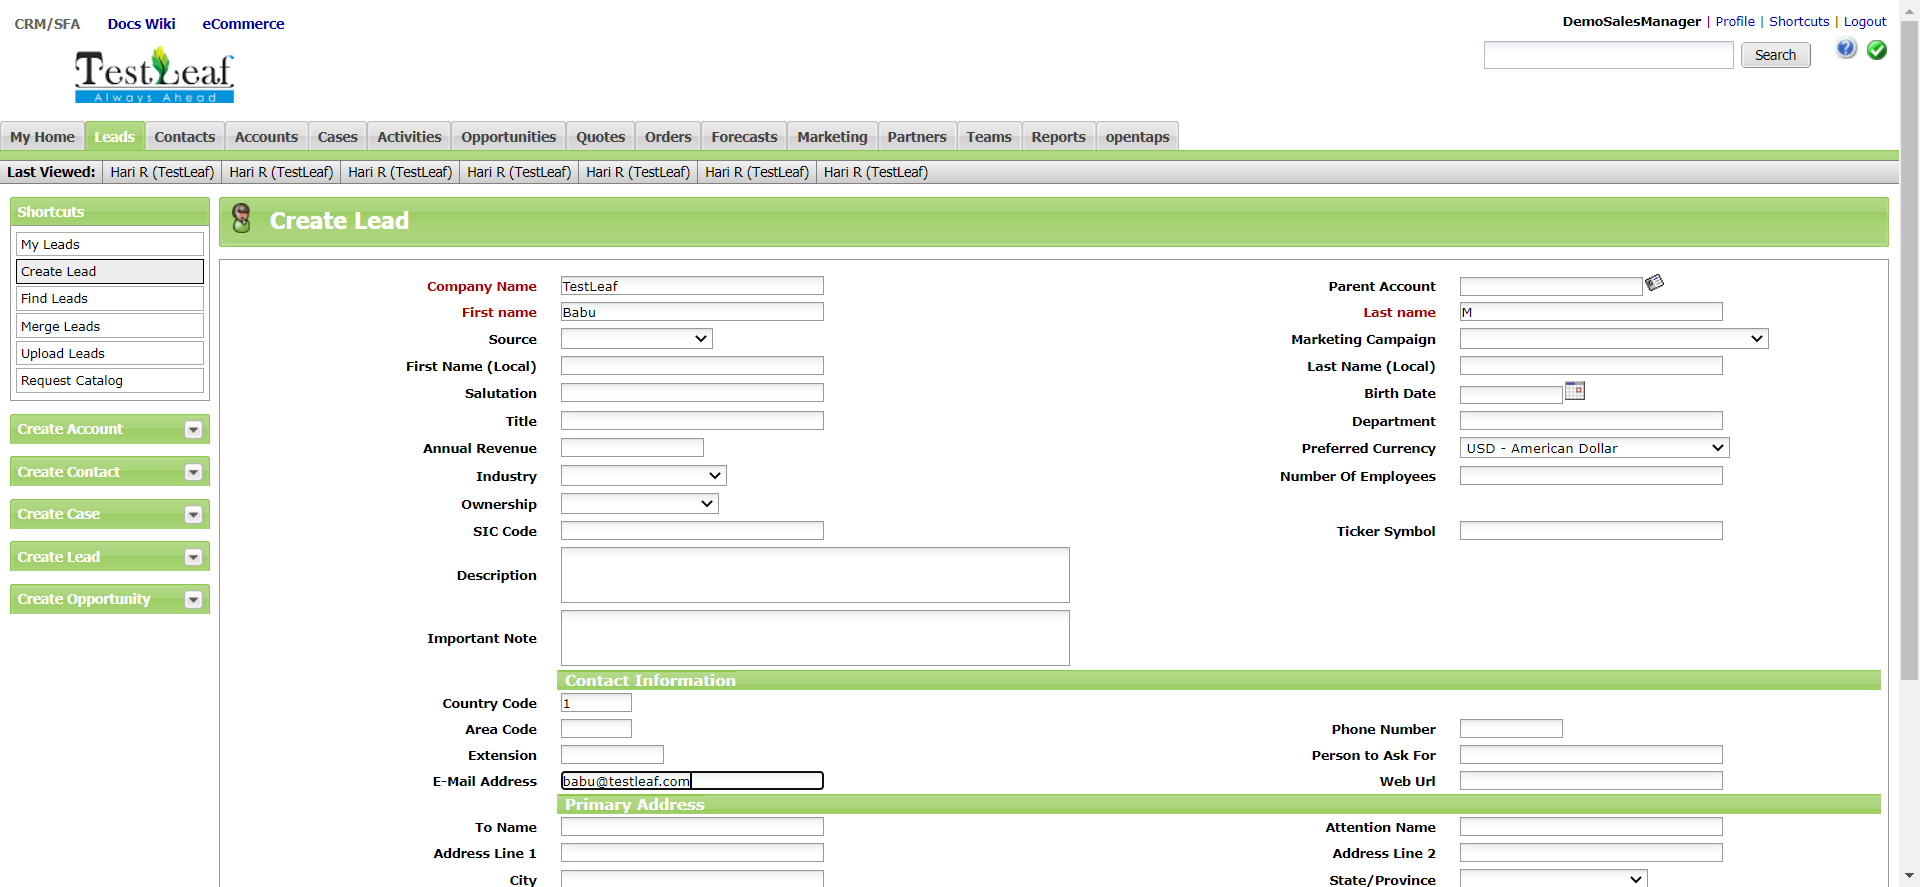 CRM/SFA Docs Wiki eCommerce
DemoSalesManager | Profile | Shortcuts | Logout
Search
TestLeaf
Always Ahead
My Home Leads Contacts Accounts Cases Activities Opportunities Quotes Orders Forecasts Marketing Partners Teams Reports opentaps
Last Viewed: Hari R (TestLeaf) Hari R (TestLeaf) Hari R (TestLeaf) Hari R (TestLeaf) Hari R (TestLeaf) Hari R (TestLeaf) Hari R (TestLeaf)
Shortcuts
My Leads
Create Lead
Find Leads
Merge Leads
Upload Leads
Request Catalog
Create Account
Create Contact
Create Case
Create Lead
Create Opportunity
Create Lead
Company Name TestLeaf Parent Account
First name Babu Last name M
Source Marketing Campaign
First Name (Local) Last Name (Local)
Salutation Birth Date
Title Department
Annual Revenue Preferred Currency USD - American Dollar
Industry Number Of Employees
Ownership
SIC Code Ticker Symbol
Description
Important Note
Contact Information
Country Code 1
Area Code Phone Number
Extension Person to Ask For
E-Mail Address babu@testleaf.com Web Url
Primary Address
To Name Attention Name
Address Line 1 Address Line 2
City State/Province